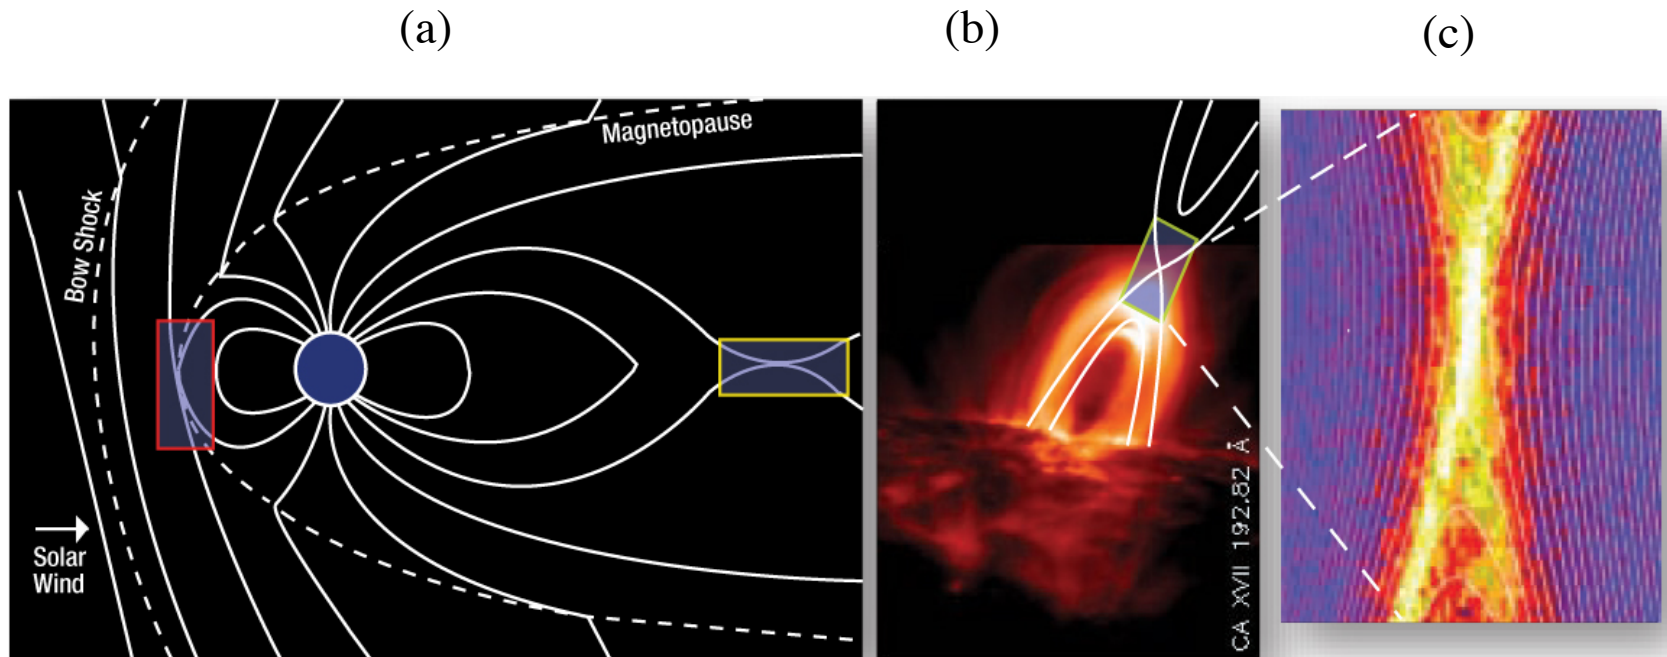 (a)
(b)
(c)
Magnetopause
Bow Shock
Solar
Wind
CA XVII 192.82 Å